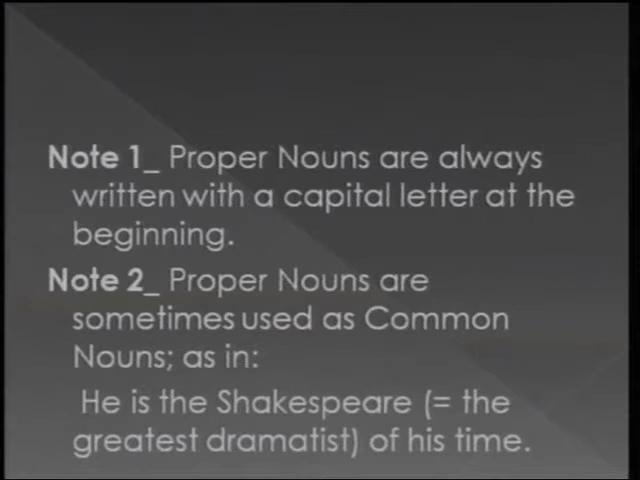 Note 1_ Proper Nouns are always
written with a capital letter at the
beginning.
Note 2_ Proper Nouns are
sometimes used as Common
Nouns; as in:
He is the Shakespeare (= the
greatest dramatist) of his time.